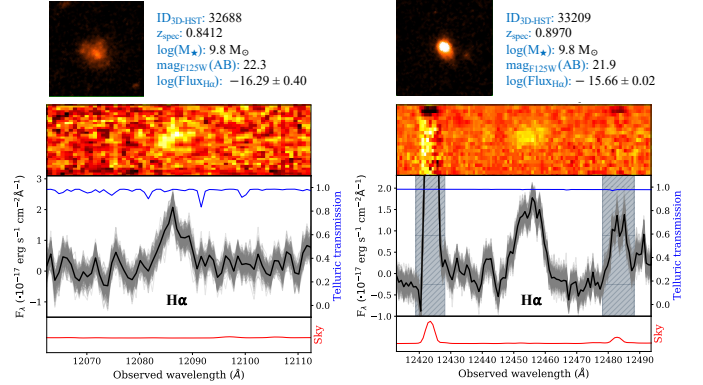 ID3D-HST: 32688
zspec: 0.8412
log(M★): 9.8 M⊙
magF125W(AB): 22.3
log(FluxHα): −16.29 ± 0.40
3
2
1
0
−1
Fλ (·10−17 erg s−1 cm−2Å−1)
1.0
0.8
0.6
0.4
0.2
0.0
Telluric transmission
Hα
Sky
12070 12080 12090 12100 12110
Observed wavelength (Å)
ID3D-HST: 33209
zspec: 0.8970
log(M★): 9.8 M⊙
magF125W(AB): 21.9
log(FluxHα): −15.66 ± 0.02
2.0
1.5
1.0
0.5
0.0
−0.5
−1.0
Fλ (·10−17 erg s−1 cm−2Å−1)
1.0
0.8
0.6
0.4
0.2
0.0
Telluric transmission
Hα
Sky
12420 12430 12440 12450 12460 12470 12480 12490
Observed wavelength (Å)